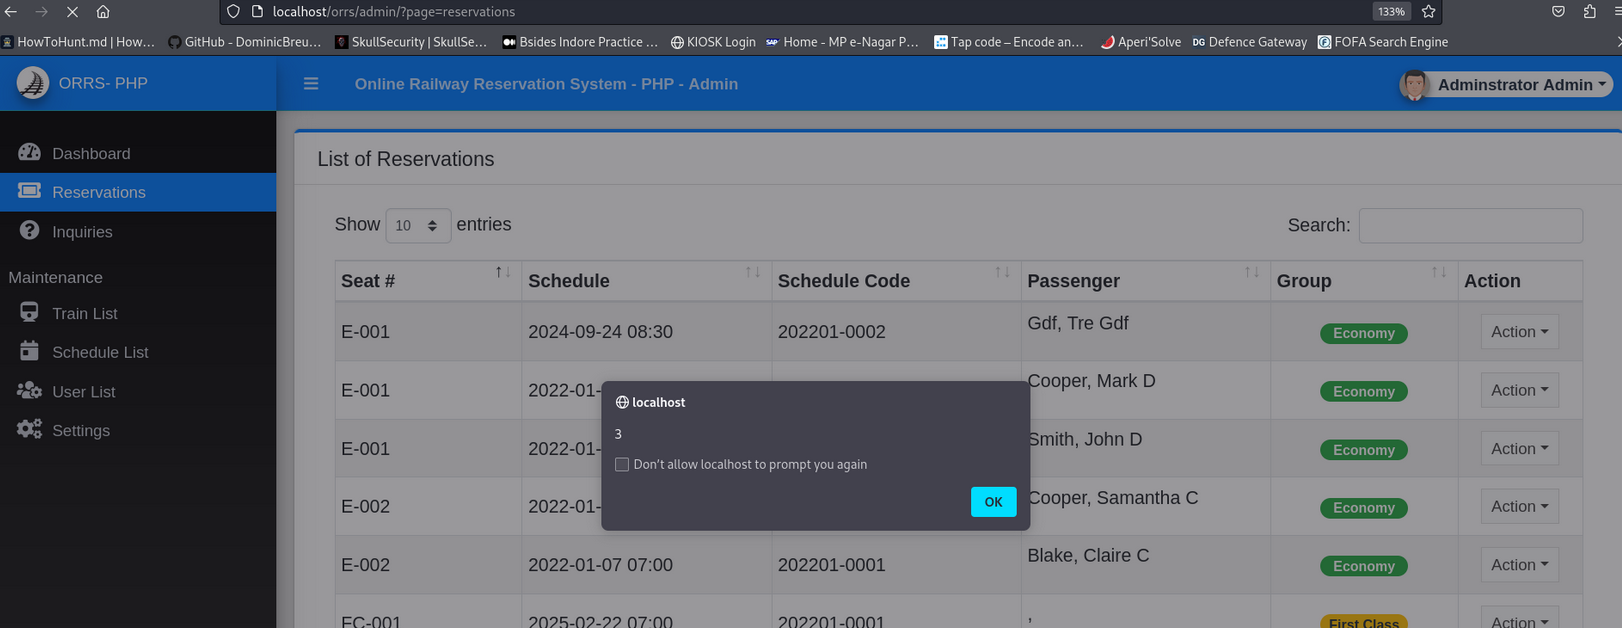 localhost/orrs/admin/?page=reservations 133%
HowToHunt.md | How… GitHub - DominicBreu… SkullSecurity | SkullSe… Bsides Indore Practice … KIOSK Login SAP Home - MP e-Nagar P… Tap code – Encode an… Aperi'Solve DG Defence Gateway FOFA Search Engine
ORRS- PHP Online Railway Reservation System - PHP - Admin Adminstrator Admin
Dashboard
Reservations
Inquiries
Maintenance
Train List
Schedule List
User List
Settings
List of Reservations
Show 10 entries Search:
Seat # Schedule Schedule Code Passenger Group Action
E-001 2024-09-24 08:30 202201-0002 Gdf, Tre Gdf Economy Action
E-001 2022-01- Cooper, Mark D Economy Action
E-001 2022-01- Smith, John D Economy Action
E-002 2022-01- Cooper, Samantha C Economy Action
E-002 2022-01-07 07:00 202201-0001 Blake, Claire C Economy Action
FC-001 2025-02-22 07:00 202201-0001 , First Class Action
localhost
3
Don't allow localhost to prompt you again
OK